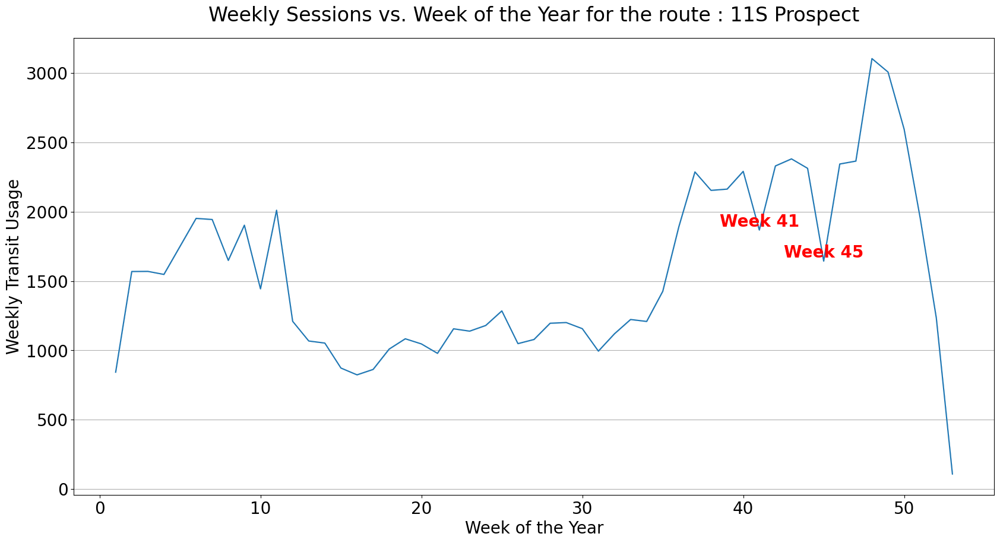 Weekly Sessions vs. Week of the Year for the route : 11S Prospect
Weekly Transit Usage
3000
2500
2000
1500
1000
500
0
Week 41
Week 45
0 10 20 30 40 50
Week of the Year